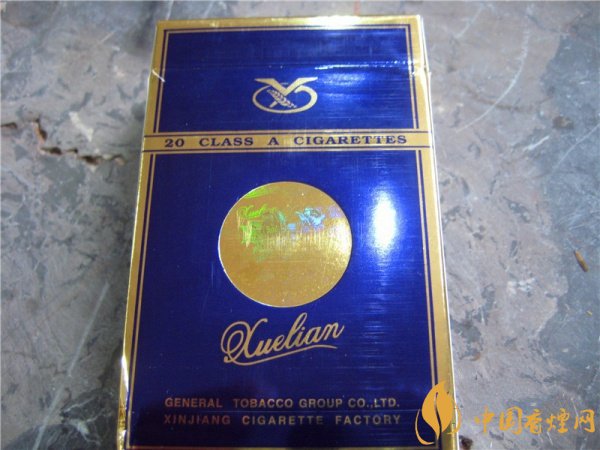 20 CLASS A CIGARETTES
Xuelian
GENERAL TOBACCO GROUP CO.,LTD.
XINJIANG CIGARETTE FACTORY
中国香烟网